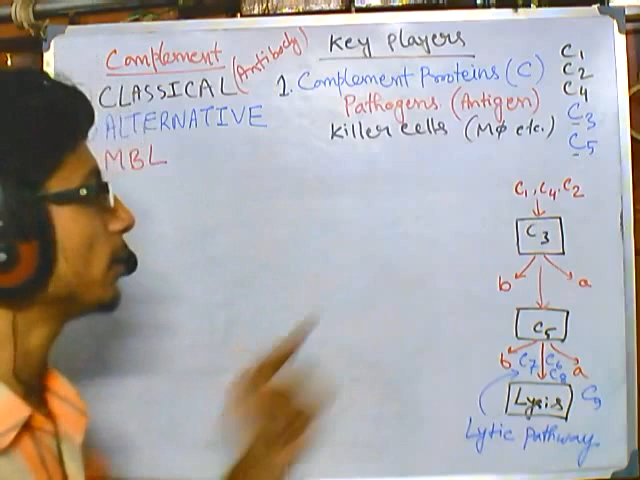 Complement
CLASSICAL (Antibody)
ALTERNATIVE
MBL
Key Players
1. Complement Proteins (C)
Pathogens (Antigen)
Killer cells (Mφ etc.)
C1
C2
C4
C3
C5
C1, C4, C2
C3
b a
C5
b C7 C6 a
C8
Lysis C9
Lytic pathway